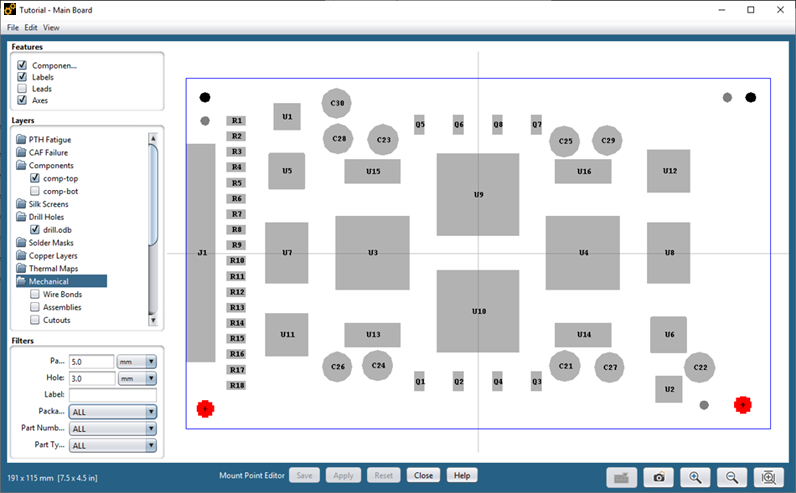 Tutorial - Main Board
File Edit View
Features
Componen...
Labels
Leads
Axes
Layers
PTH Fatigue
CAF Failure
Components
comp-top
comp-bot
Silk Screens
Drill Holes
drill.odb
Solder Masks
Copper Layers
Thermal Maps
Mechanical
Wire Bonds
Assemblies
Cutouts
Filters
Pa... 5.0 mm
Hole: 3.0 mm
Label:
Packa... ALL
Part Numb... ALL
Part Ty... ALL
C30
R1 U1 Q5 Q6 Q8 Q7
R2 C28 C23 C25 C29
R3
R4 U5 U15 U16 U12
R5
R6 U9
R7
R8
R9
J1 R10 U7 U3 U4 U8
R11
R12
R13 U10
R14
R15 U11 U13 U14 U6
R16
R17 C26 C24 C21 C27 C22
R18 Q1 Q2 Q4 Q3 U2
191 x 115 mm [7.5 x 4.5 in]
Mount Point Editor Save Apply Reset Close Help